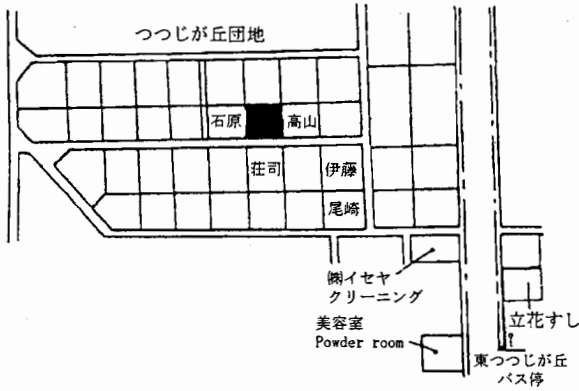 つつじが丘団地
石原
高山
荘司
伊藤
尾崎
㈱イセヤ
クリーニング
立花すし
美容室
Powder room
東つつじが丘
バス停